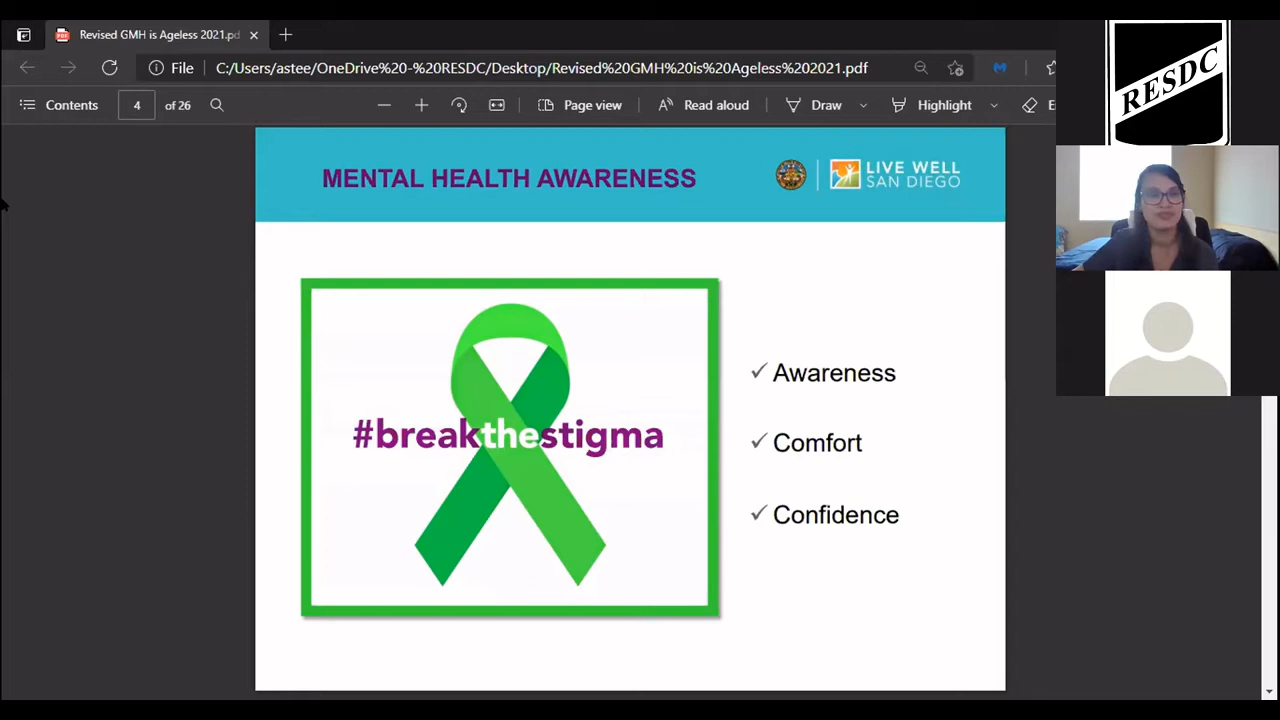 Revised GMH is Ageless 2021.pd
File
C:/Users/astee/OneDrive%20-%20RESDC/Desktop/Revised%20GMH%20is%20Ageless%202021.pdf
Contents
4
of 26
Page view
Read aloud
Draw
Highlight
E
RESDC
MENTAL HEALTH AWARENESS
LIVE WELL
SAN DIEGO
#breakthestigma
✓ Awareness
✓ Comfort
✓ Confidence